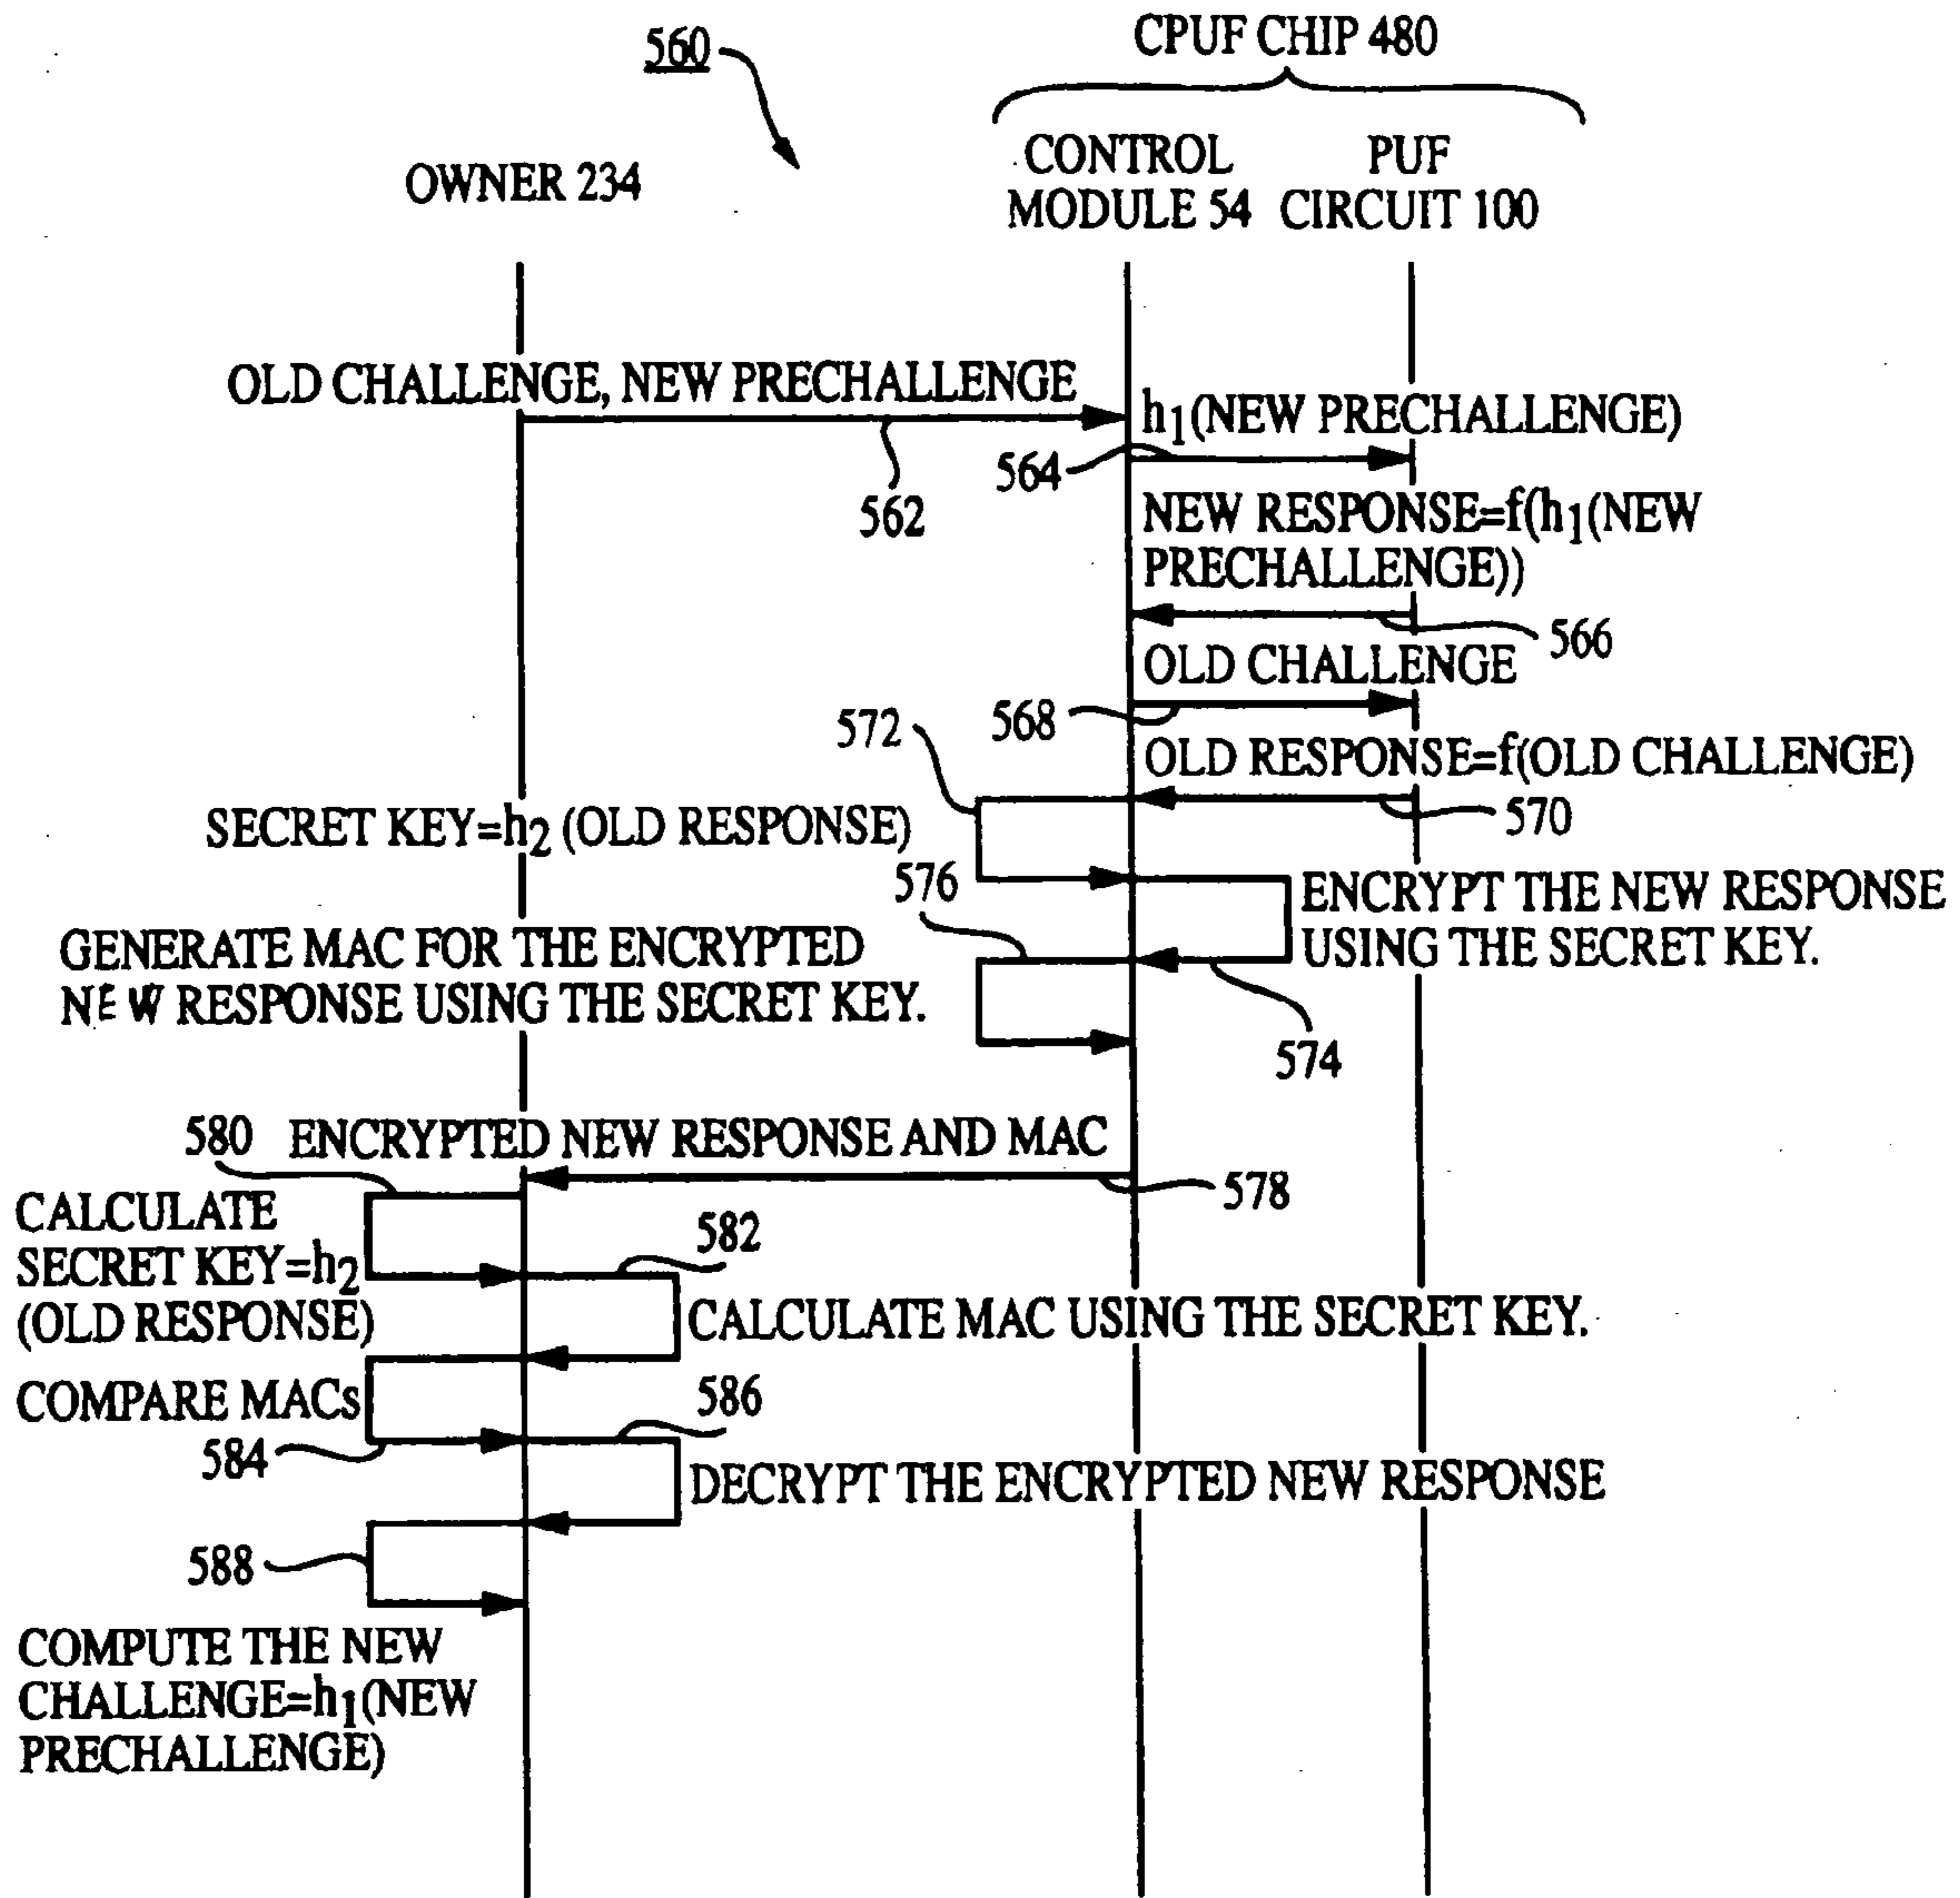 560
CPUF CHIP 480
OWNER 234
CONTROL
MODULE 54
PUF
CIRCUIT 100
OLD CHALLENGE, NEW PRECHALLENGE
562
h1(NEW PRECHALLENGE)
564
NEW RESPONSE=f(h1(NEW
PRECHALLENGE))
566
OLD CHALLENGE
568
OLD RESPONSE=f(OLD CHALLENGE)
570
572
SECRET KEY=h2 (OLD RESPONSE)
576
ENCRYPT THE NEW RESPONSE
USING THE SECRET KEY.
574
GENERATE MAC FOR THE ENCRYPTED
NEW RESPONSE USING THE SECRET KEY.
580
ENCRYPTED NEW RESPONSE AND MAC
578
CALCULATE
SECRET KEY=h2
(OLD RESPONSE)
582
CALCULATE MAC USING THE SECRET KEY.
COMPARE MACs
584
586
DECRYPT THE ENCRYPTED NEW RESPONSE
588
COMPUTE THE NEW
CHALLENGE=h1(NEW
PRECHALLENGE)